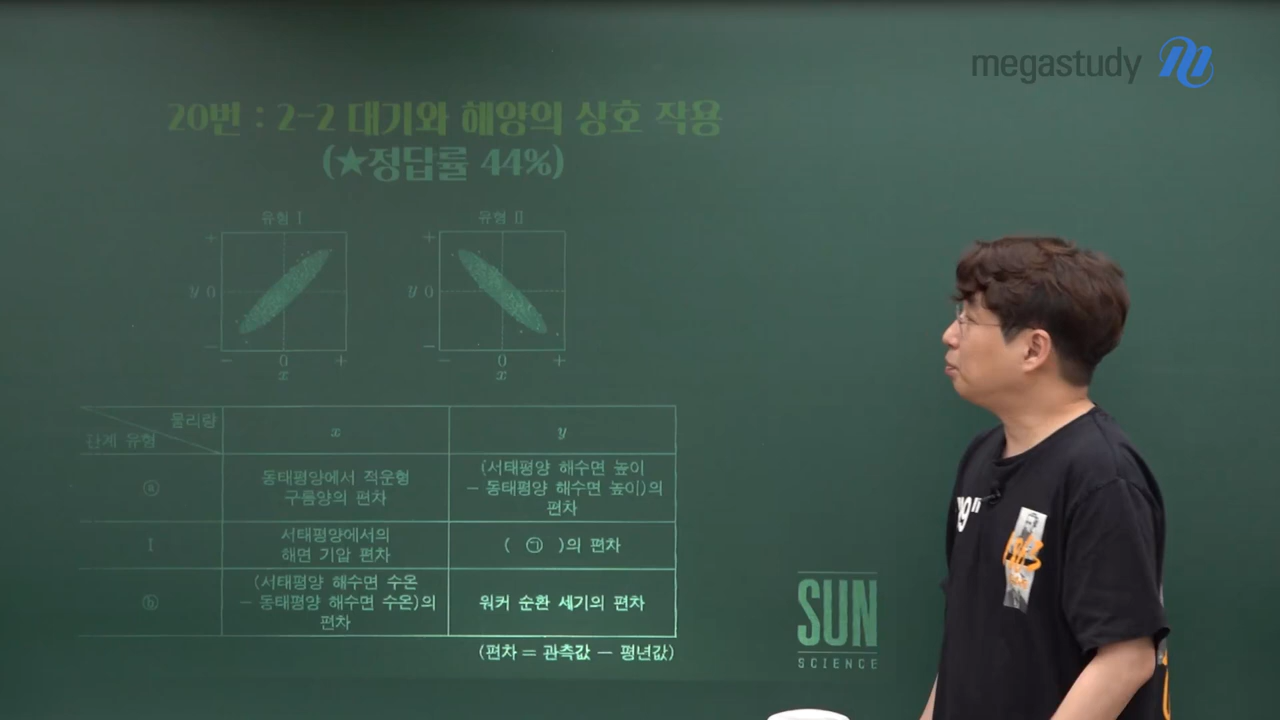 megastudy
20번 : 2-2 대기와 해양의 상호 작용
(★정답률 44%)
유형 Ⅰ
유형 Ⅱ
+
y 0
−
− 0 +
x
+
y 0
−
− 0 +
x
물리량
관계 유형
x
y
ⓐ
동태평양에서 적운형
구름양의 편차
(서태평양 해수면 높이
− 동태평양 해수면 높이)의
편차
Ⅰ
서태평양에서의
해면 기압 편차
( ㉠ )의 편차
ⓑ
(서태평양 해수면 수온
− 동태평양 해수면 수온)의
편차
워커 순환 세기의 편차
(편차 = 관측값 − 평년값)
SUN
SCIENCE